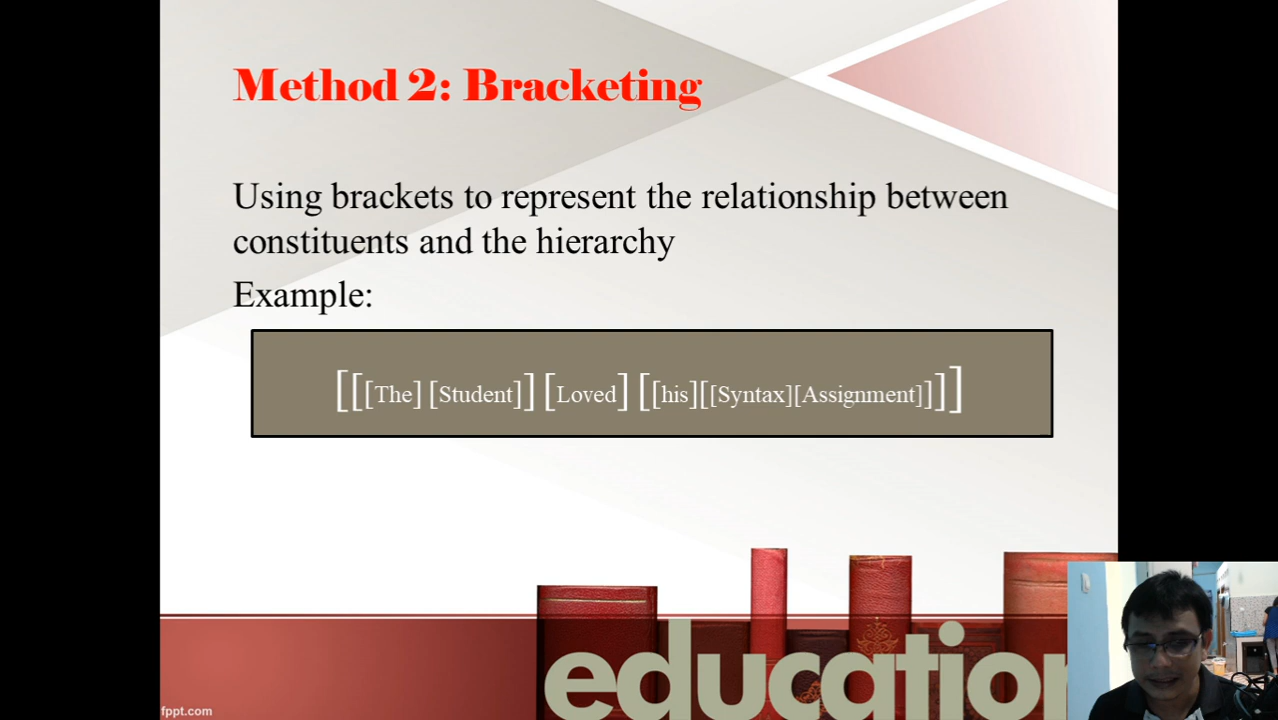 Method 2: Bracketing
Using brackets to represent the relationship between
constituents and the hierarchy
Example:
[[[The] [Student]] [Loved] [[his][[Syntax][Assignment]]]]
education
fppt.com